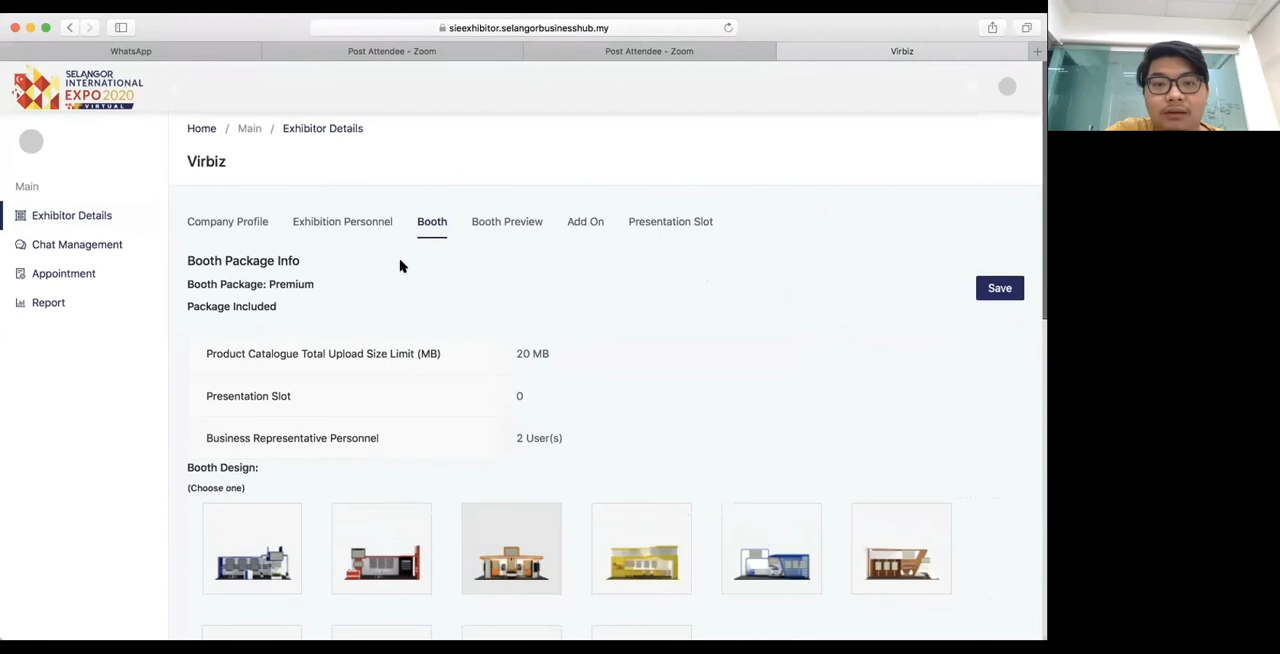 sieexhibitor.selangorbusinesshub.my
WhatsApp
Post Attendee - Zoom
Post Attendee - Zoom
Virbiz
SELANGOR
INTERNATIONAL
EXPO 2020
VIRTUAL
Home / Main / Exhibitor Details
Virbiz
Main
Exhibitor Details
Chat Management
Appointment
Report
Company Profile
Exhibition Personnel
Booth
Booth Preview
Add On
Presentation Slot
Booth Package Info
Booth Package: Premium
Package Included
Save
Product Catalogue Total Upload Size Limit (MB) 20 MB
Presentation Slot 0
Business Representative Personnel 2 User(s)
Booth Design:
(Choose one)